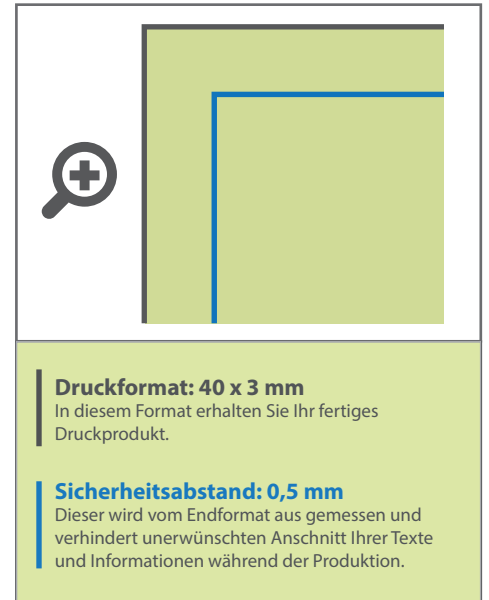 Druckformat: 40 x 3 mm
In diesem Format erhalten Sie Ihr fertiges
Druckprodukt.
Sicherheitsabstand: 0,5 mm
Dieser wird vom Endformat aus gemessen und
verhindert unerwünschten Anschnitt Ihrer Texte
und Informationen während der Produktion.